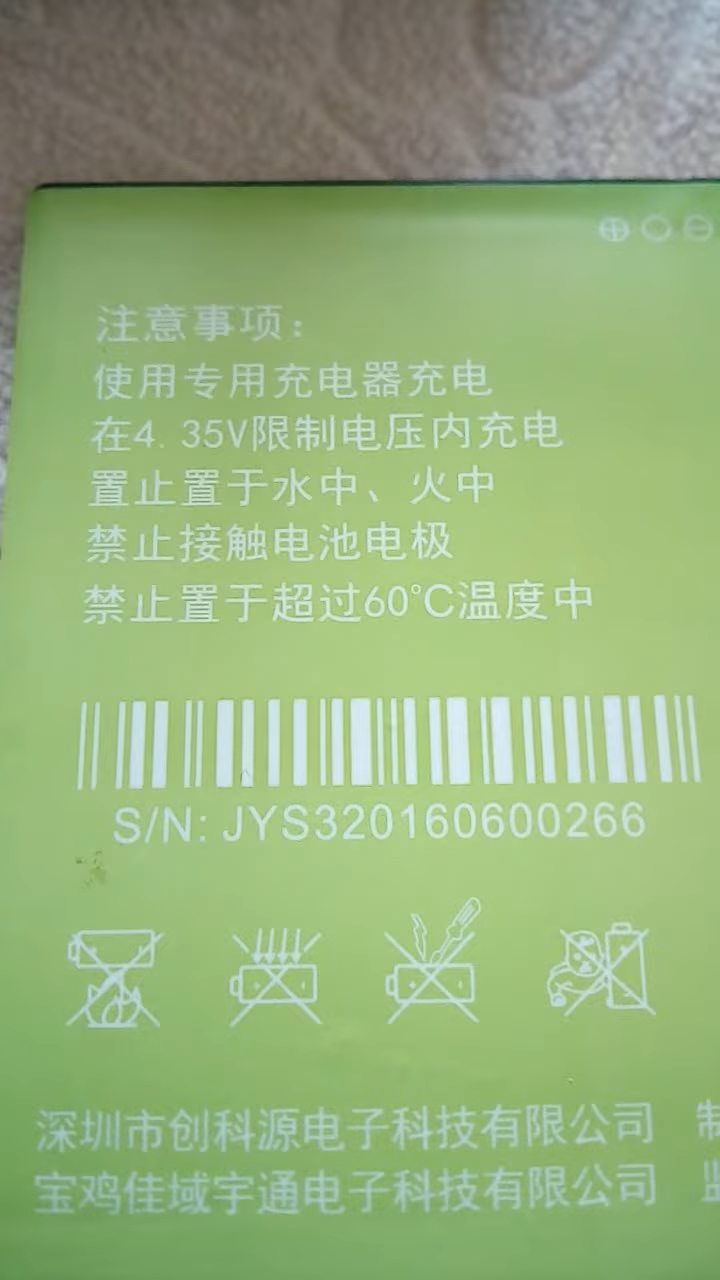 注意事项：
使用专用充电器充电
在4.35V限制电压内充电
置止置于水中、火中
禁止接触电池电极
禁止置于超过60℃温度中
S/N: JYS320160600266
深圳市创科源电子科技有限公司 制
宝鸡佳域宇通电子科技有限公司 监